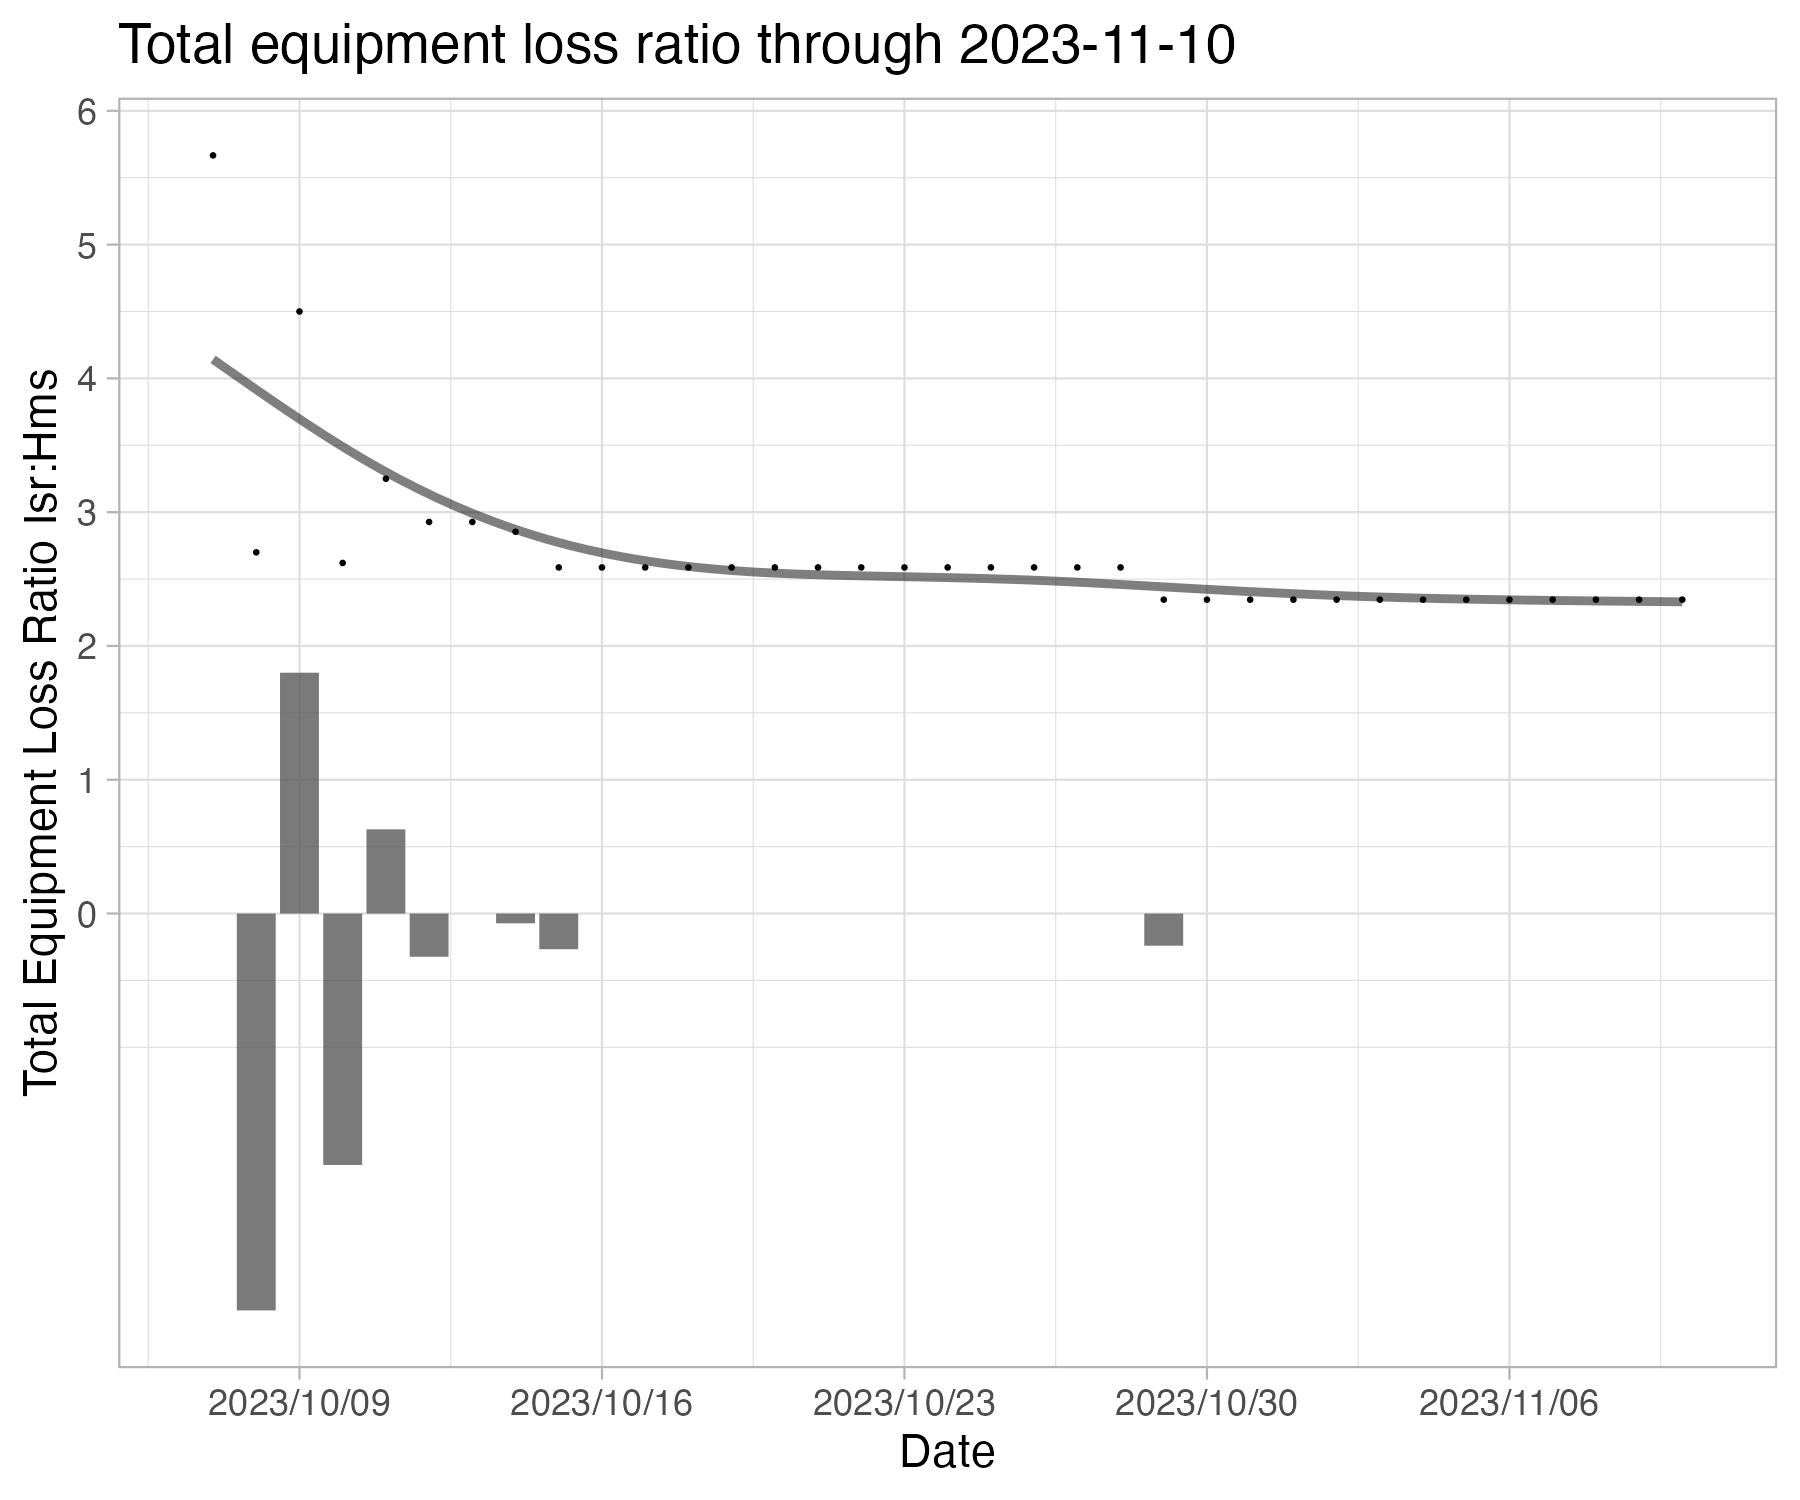 Total equipment loss ratio through 2023-11-10
Total Equipment Loss Ratio Isr:Hms
6
5
4
3
2
1
0
2023/10/09 2023/10/16 2023/10/23 2023/10/30 2023/11/06
Date